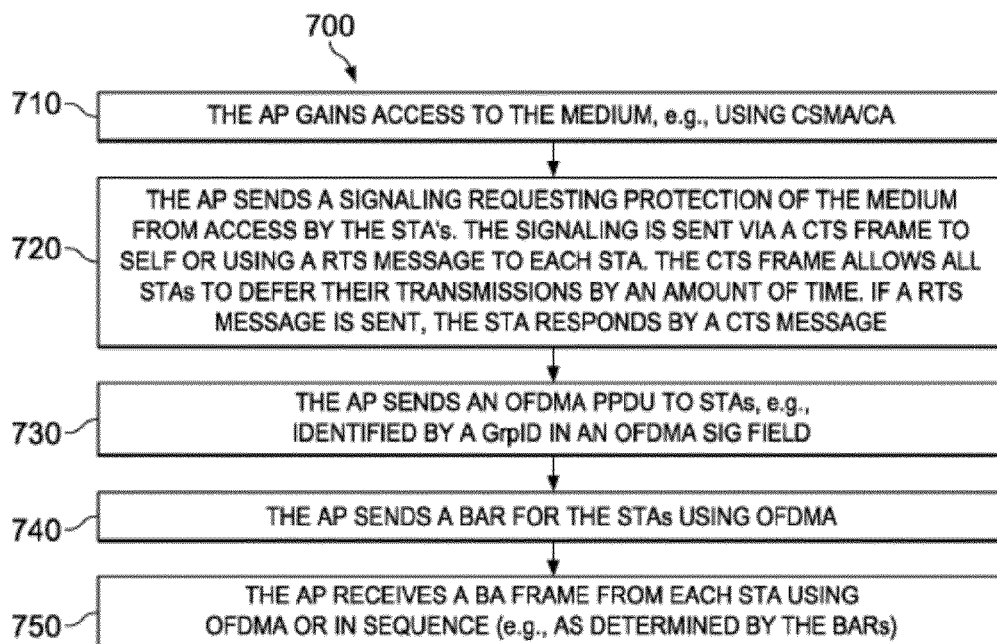 700
710
THE AP GAINS ACCESS TO THE MEDIUM, e.g., USING CSMA/CA
720
THE AP SENDS A SIGNALING REQUESTING PROTECTION OF THE MEDIUM
FROM ACCESS BY THE STA's. THE SIGNALING IS SENT VIA A CTS FRAME TO
SELF OR USING A RTS MESSAGE TO EACH STA. THE CTS FRAME ALLOWS ALL
STAs TO DEFER THEIR TRANSMISSIONS BY AN AMOUNT OF TIME. IF A RTS
MESSAGE IS SENT, THE STA RESPONDS BY A CTS MESSAGE
730
THE AP SENDS AN OFDMA PPDU TO STAs, e.g.,
IDENTIFIED BY A GrpID IN AN OFDMA SIG FIELD
740
THE AP SENDS A BAR FOR THE STAs USING OFDMA
750
THE AP RECEIVES A BA FRAME FROM EACH STA USING
OFDMA OR IN SEQUENCE (e.g., AS DETERMINED BY THE BARs)